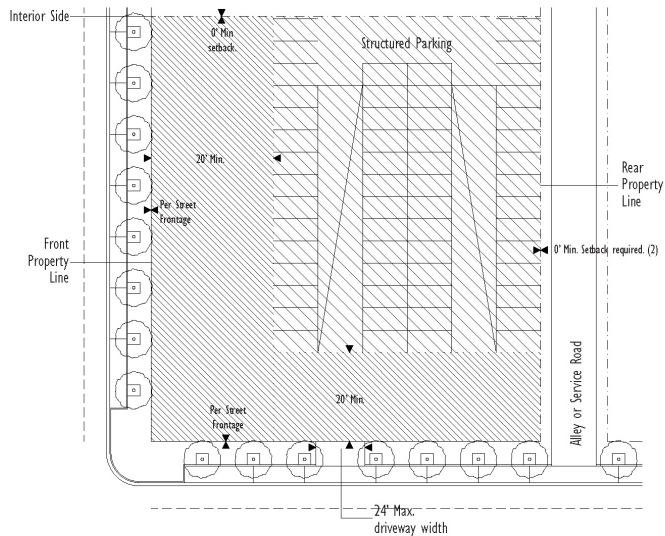 Interior Side
0' Min
setback.
Structured Parking
20' Min.
Rear
Property
Line
Per Street
Frontage
Front
Property
Line
0' Min. Setback required. (2)
Alley or Service Road
20' Min.
Per Street
Frontage
24' Max.
driveway width